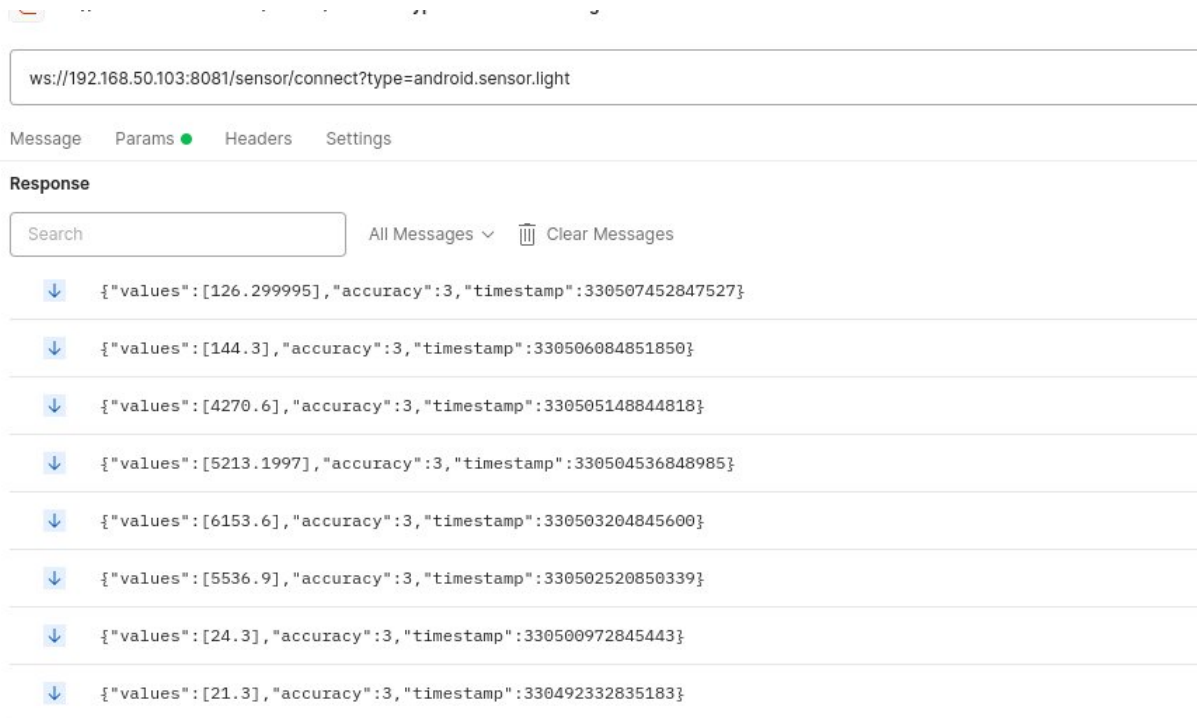 ws://192.168.50.103:8081/sensor/connect?type=android.sensor.light
Message Params Headers Settings
Response
Search All Messages Clear Messages
{"values":[126.299995],"accuracy":3,"timestamp":330507452847527}
{"values":[144.3],"accuracy":3,"timestamp":330506084851850}
{"values":[4270.6],"accuracy":3,"timestamp":330505148844818}
{"values":[5213.1997],"accuracy":3,"timestamp":330504536848985}
{"values":[6153.6],"accuracy":3,"timestamp":330503204845600}
{"values":[5536.9],"accuracy":3,"timestamp":330502520850339}
{"values":[24.3],"accuracy":3,"timestamp":330500972845443}
{"values":[21.3],"accuracy":3,"timestamp":330492332835183}